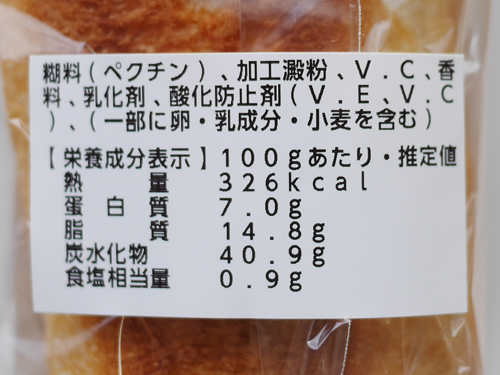 糊料(ペクチン)、加工澱粉、V.C、香
料、乳化剤、酸化防止剤(V.E、V.C
)、(一部に卵・乳成分・小麦を含む)
【栄養成分表示】100gあたり・推定値
熱量 326kcal
蛋白質 7.0g
脂質 14.8g
炭水化物 40.9g
食塩相当量 0.9g